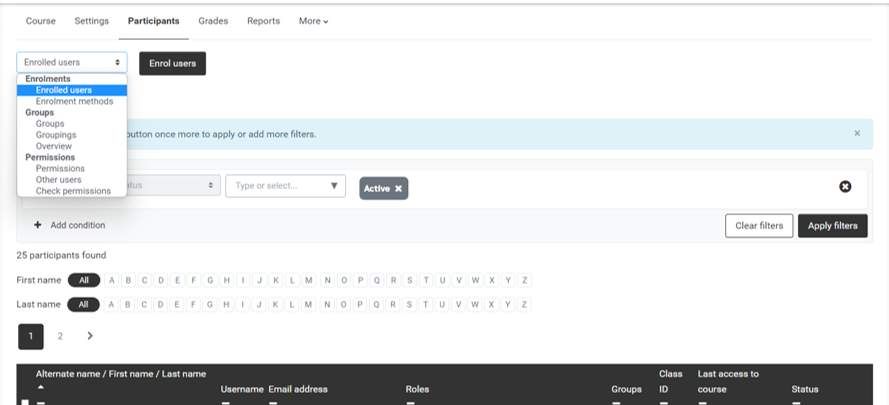 Course Settings Participants Grades Reports More
Enrolled users Enrol users
Enrolments
Enrolled users
Enrolment methods
Groups
Groups
Groupings
Overview
Permissions
Permissions
Other users
Check permissions
button once more to apply or add more filters.
Type or select... Active
Add condition Clear filters Apply filters
25 participants found
First name All A B C D E F G H I J K L M N O P Q R S T U V W X Y Z
Last name All A B C D E F G H I J K L M N O P Q R S T U V W X Y Z
1 2
Alternate name / First name / Last name Username Email address Roles Groups Class ID Last access to course Status